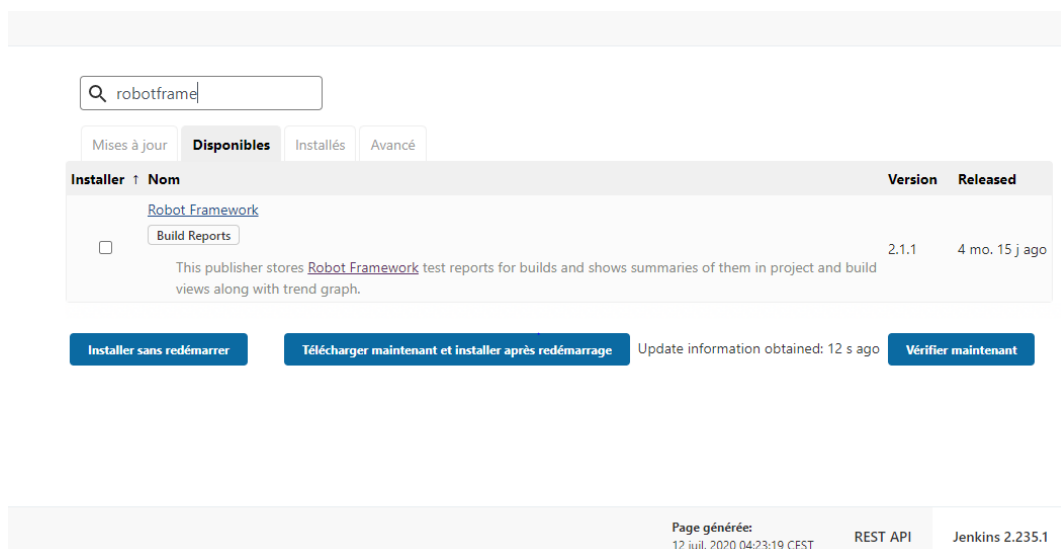 robotframe
Mises à jour Disponibles Installés Avancé
Installer ↑ Nom Version Released
Robot Framework
Build Reports
This publisher stores Robot Framework test reports for builds and shows summaries of them in project and build
views along with trend graph.
2.1.1 4 mo. 15 j ago
Installer sans redémarrer Télécharger maintenant et installer après redémarrage Update information obtained: 12 s ago Vérifier maintenant
Page générée:
12 juil. 2020 04:23:19 CEST
REST API Jenkins 2.235.1